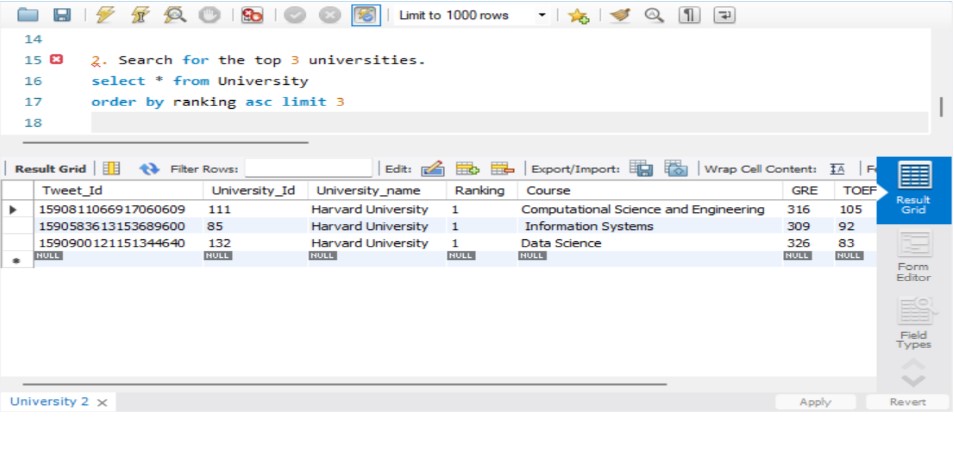 Limit to 1000 rows
14
15 2. Search for the top 3 universities.
16 select * from University
17 order by ranking asc limit 3
18
Result Grid Filter Rows: Edit: Export/Import: Wrap Cell Content: Fe
Tweet_Id University_Id University_name Ranking Course GRE TOEF
1590811066917060609 111 Harvard University 1 Computational Science and Engineering 316 105
1590583613153689600 85 Harvard University 1 Information Systems 309 92
1590900121151344640 132 Harvard University 1 Data Science 326 83
NULL NULL NULL NULL NULL NULL NULL
Result
Grid
Form
Editor
Field
Types
University 2 Apply Revert